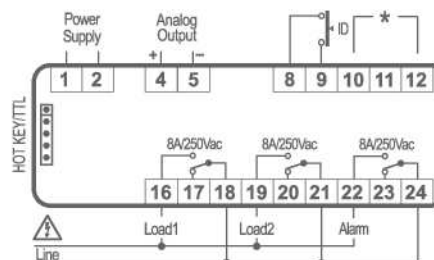 Power Supply
Analog Output
+ −
ID
*
1 2 4 5 8 9 10 11 12
HOT KEY/TTL
8A/250Vac 8A/250Vac 8A/250Vac
16 17 18 19 20 21 22 23 24
Load1 Load2 Alarm
Line